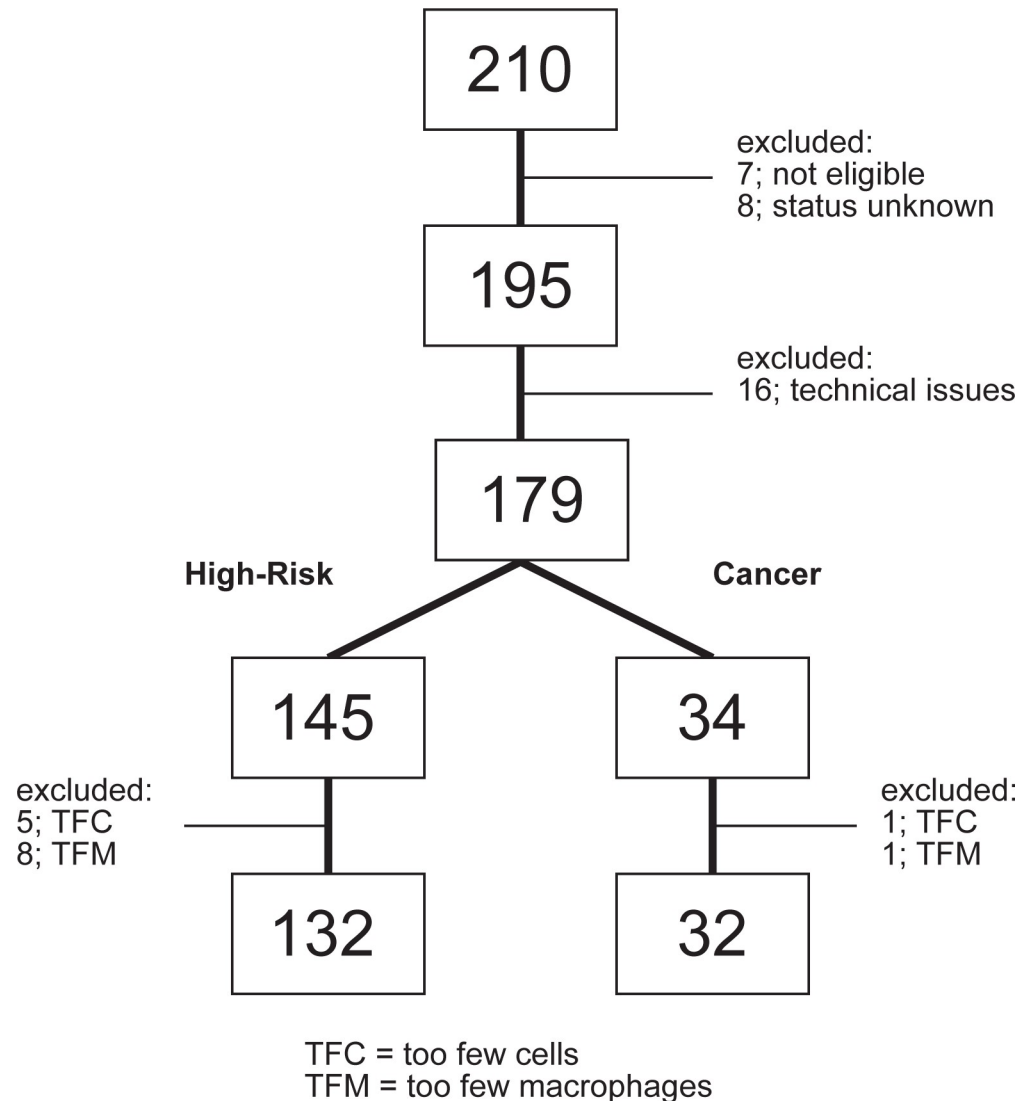 210
excluded:
7; not eligible
8; status unknown
195
excluded:
16; technical issues
179
High-Risk
Cancer
145
34
excluded:
5; TFC
8; TFM
excluded:
1; TFC
1; TFM
132
32
TFC = too few cells
TFM = too few macrophages